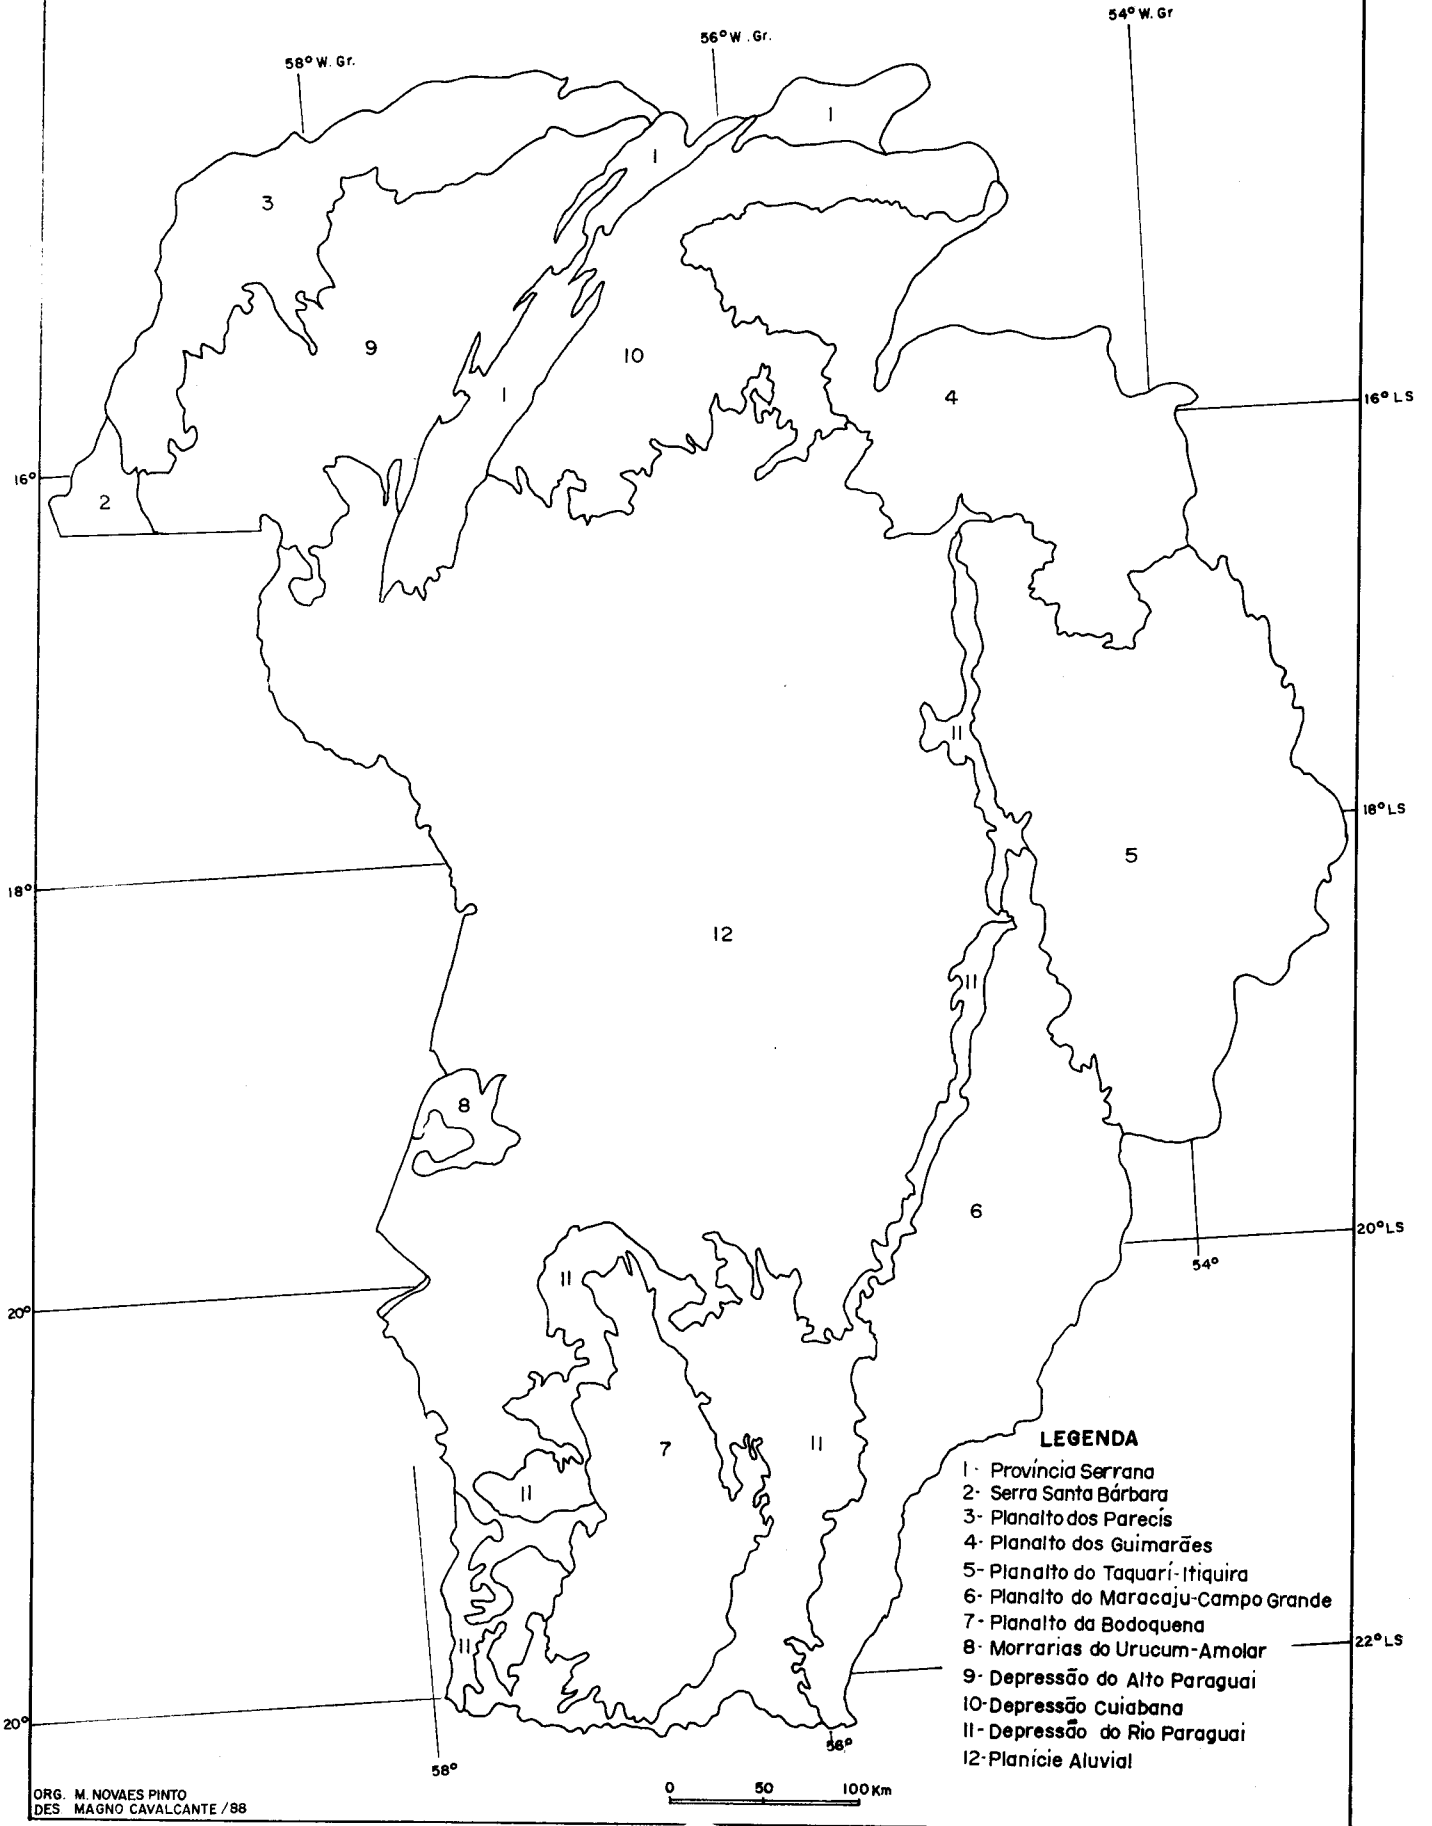 54° W. Gr
56° W. Gr.
58° W. Gr.
1
1
3
9
10
1
4
16° LS
16°
2
11
18° LS
5
18°
12
11
8
6
20° LS
54°
11
20°
7
11
11
LEGENDA
1- Província Serrana
2- Serra Santa Bárbara
3- Planalto dos Parecis
4- Planalto dos Guimarães
5- Planalto do Taquarí-Itiquira
6- Planalto do Maracaju-Campo Grande
7- Planalto da Bodoquena
8- Morrarias do Urucum-Amolar
9- Depressão do Alto Paraguai
10- Depressão Cuiabana
11- Depressão do Rio Paraguai
12- Planície Aluvial
22° LS
11
20°
56°
58°
0 50 100 Km
ORG. M. NOVAES PINTO
DES. MAGNO CAVALCANTE /88